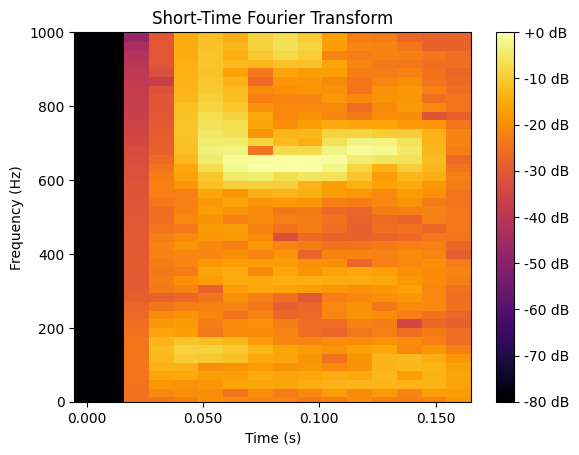 Short-Time Fourier Transform
Frequency (Hz)
1000
800
600
400
200
0
0.000
0.050
0.100
0.150
Time (s)
+0 dB
-10 dB
-20 dB
-30 dB
-40 dB
-50 dB
-60 dB
-70 dB
-80 dB